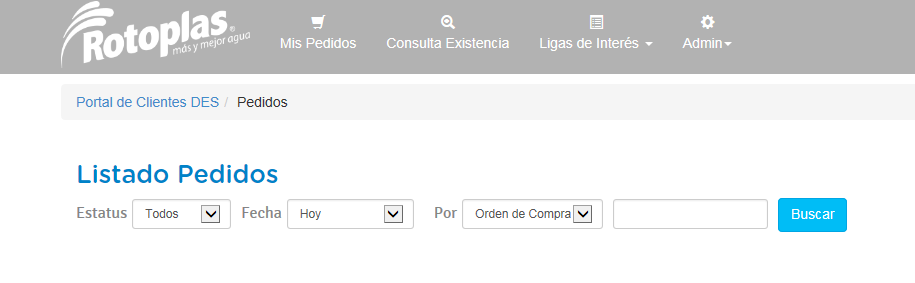 Rotoplas®
más y mejor agua
Mis Pedidos
Consulta Existencia
Ligas de Interés
Admin
Portal de Clientes DES / Pedidos
Listado Pedidos
Estatus Todos Fecha Hoy Por Orden de Compra Buscar